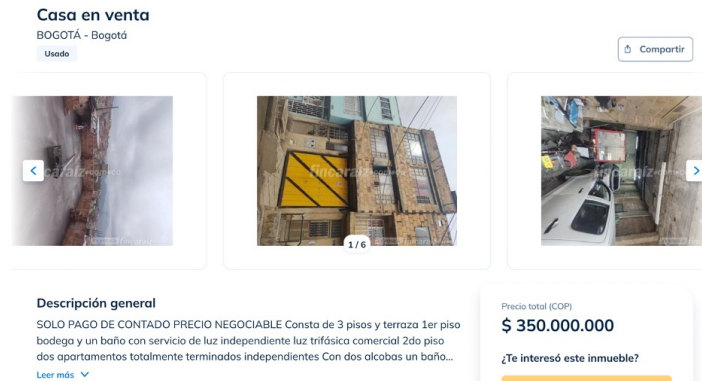 Casa en venta
BOGOTÁ - Bogotá
Usado
Compartir
fincaraiz
fincaraiz
fincaraiz
1 / 6
Descripción general
SOLO PAGO DE CONTADO PRECIO NEGOCIABLE Consta de 3 pisos y terraza 1er piso
bodega y un baño con servicio de luz independiente luz trifásica comercial 2do piso
dos apartamentos totalmente terminados independientes Con dos alcobas un baño...
Leer más
Precio total (COP)
$ 350.000.000
¿Te interesó este inmueble?